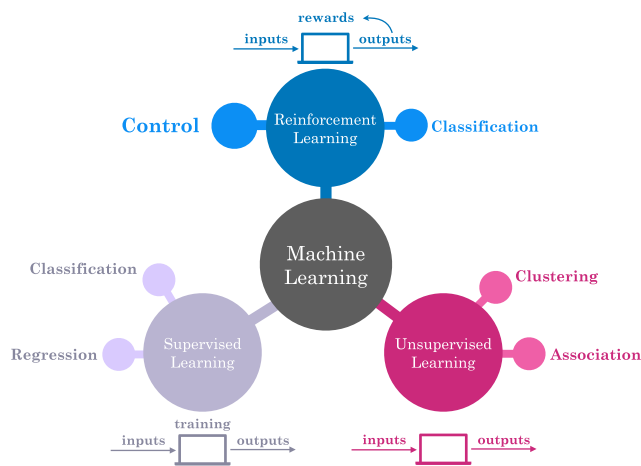 rewards
inputs
outputs
Reinforcement
Learning
Control
Classification
Machine
Learning
Classification
Regression
Supervised
Learning
Clustering
Association
Unsupervised
Learning
training
inputs
outputs
inputs
outputs